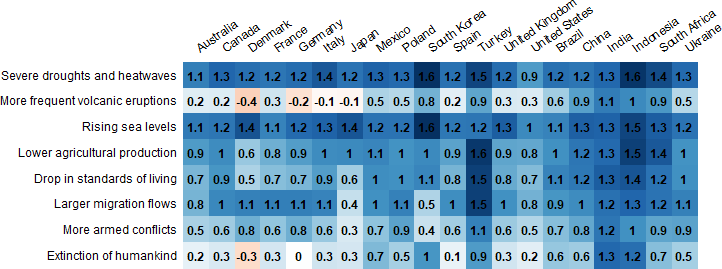 Australia Canada Denmark France Germany Italy Japan Mexico Poland South Korea Spain Turkey United Kingdom United States Brazil China India Indonesia South Africa Ukraine
Severe droughts and heatwaves 1.1 1.3 1.2 1.2 1.2 1.4 1.2 1.3 1.3 1.6 1.2 1.5 1.2 0.9 1.2 1.2 1.3 1.6 1.4 1.3
More frequent volcanic eruptions 0.2 0.2 -0.4 0.3 -0.2 -0.1 -0.1 0.5 0.5 0.8 0.2 0.9 0.3 0.3 0.6 0.9 1.1 1 0.9 0.5
Rising sea levels 1.1 1.2 1.4 1.1 1.2 1.3 1.4 1.2 1.2 1.6 1.2 1.2 1.3 1 1.1 1.3 1.3 1.5 1.3 1.2
Lower agricultural production 0.9 1 0.6 0.8 0.9 1 1 1.1 1 1 0.9 1.6 0.9 0.8 1 1.2 1.3 1.5 1.4 1
Drop in standards of living 0.7 0.9 0.5 0.7 0.7 0.9 0.6 1 1 1.1 0.8 1.5 0.8 0.7 0.9 1.2 1.3 1.4 1.2 1
Larger migration flows 0.8 1 1.1 1.1 1.1 1.1 0.4 1 1.1 0.5 1 1.5 1 0.8 0.9 1 1.2 1.3 1.2 1.1
More armed conflicts 0.5 0.6 0.8 0.6 0.8 0.6 0.3 0.7 0.9 0.4 0.6 1.1 0.6 0.5 0.7 0.8 1.2 1 0.9 0.9
Extinction of humankind 0.2 0.3 -0.3 0.3 0 0.3 0.3 0.7 0.5 1 0.1 0.9 0.3 0.2 0.6 0.6 1.3 1.2 0.7 0.5